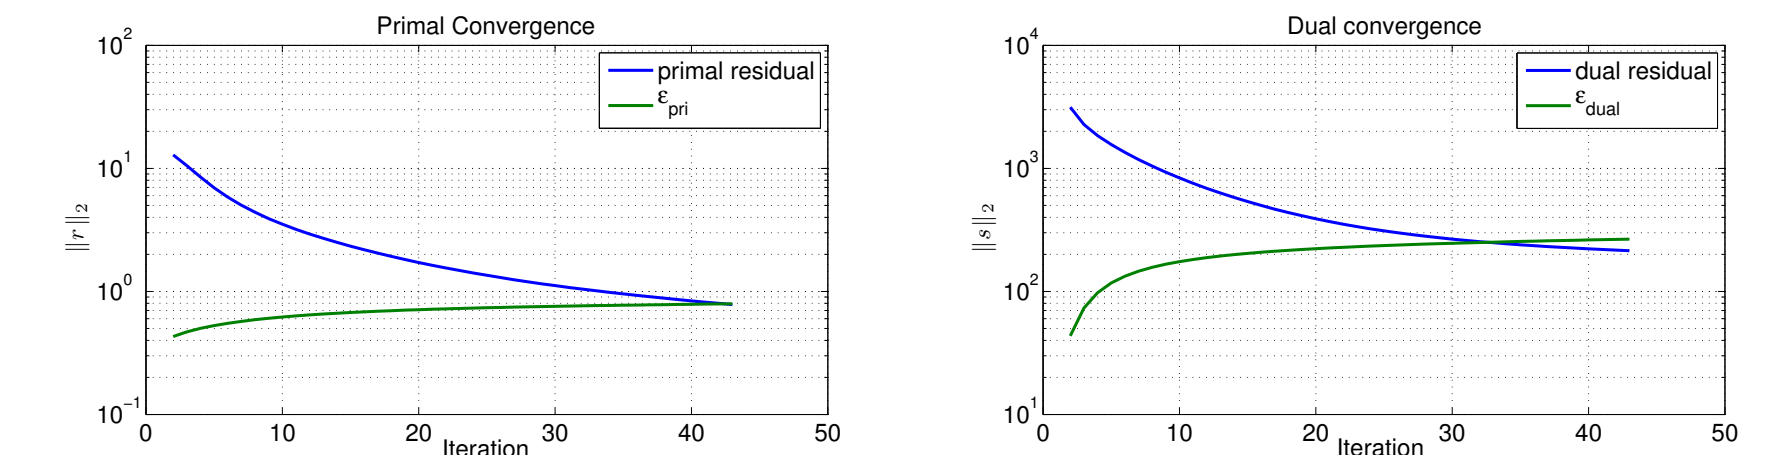 Primal Convergence
10^2
10^1
10^0
10^-1
‖r‖_2
primal residual
ε_pri
0 10 20 30 40 50
Iteration
Dual convergence
10^4
10^3
10^2
10^1
‖s‖_2
dual residual
ε_dual
0 10 20 30 40 50
Iteration